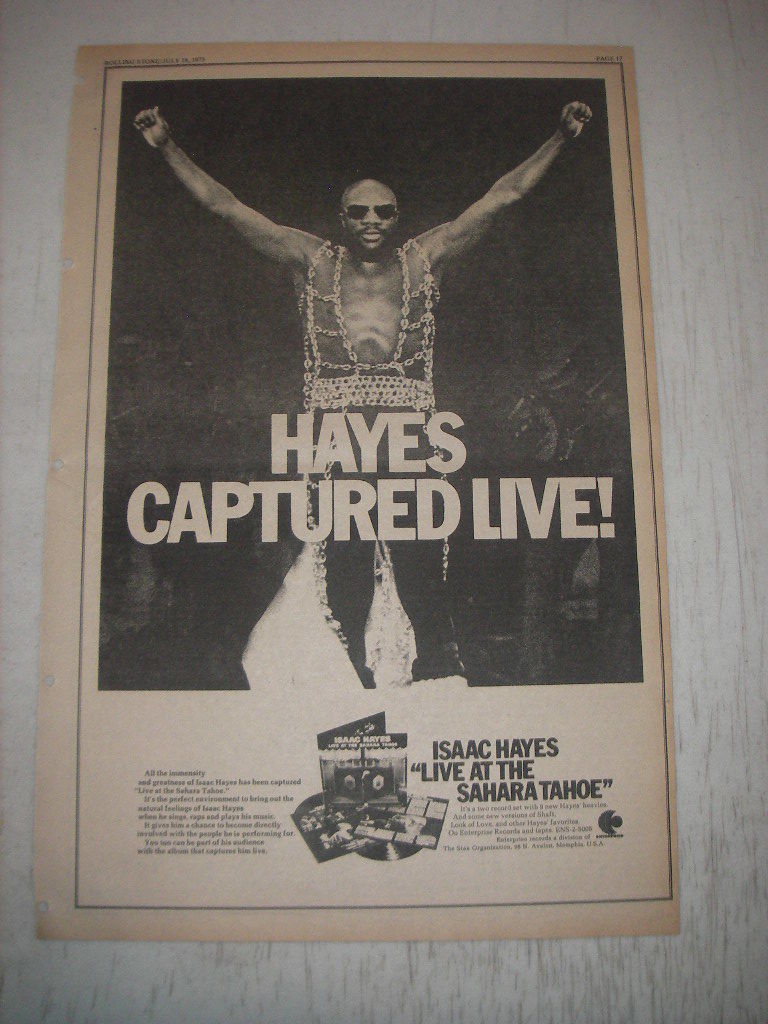 ROLLING STONE/JULY 19, 1973
PAGE 17
HAYES
CAPTURED LIVE!
All the immensity
and greatness of Isaac Hayes has been captured
"Live at the Sahara Tahoe."
It's the perfect environment to bring out the
natural feelings of Isaac Hayes
when he sings, raps and plays his music.
It gives him a chance to become directly
involved with the people he is performing for.
You too can be part of his audience
with the album that captures him live.
ISAAC HAYES
LIVE AT THE SAHARA TAHOE
ISAAC HAYES
"LIVE AT THE
SAHARA TAHOE"
It's a two record set with 9 new Hayes' heavies.
And some new versions of Shaft,
Look of Love, and other Hayes' favorites.
On Enterprise Records and tapes. ENS-2-5005
Enterprise records a division of
The Stax Organization, 98 N. Avalon, Memphis, U.S.A.
ENTERPRISE